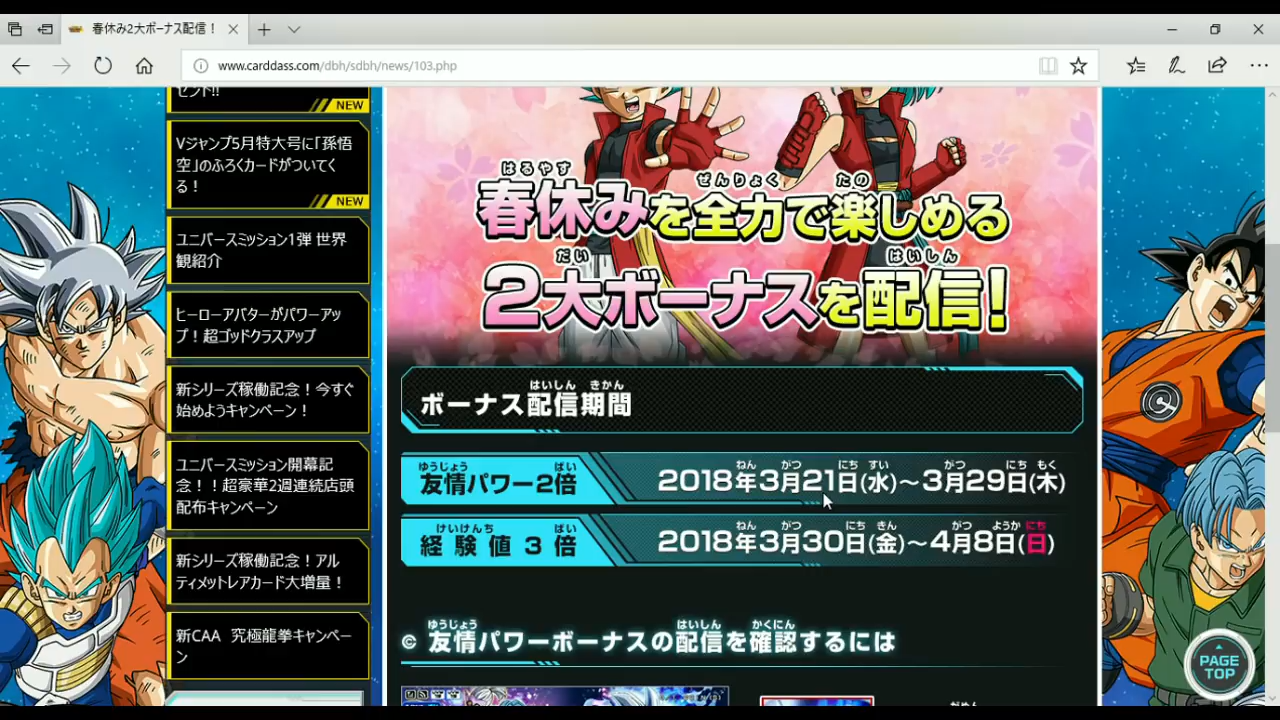 春休み2大ボーナス配信！
www.carddass.com/dbh/sdbh/news/103.php
ゼント!!
NEW
Vジャンプ5月特大号に「孫悟
空」のふろくカードがついてく
る！
NEW
ユニバースミッション1弾 世界
観紹介
ヒーローアバターがパワーアッ
プ！超ゴッドクラスアップ
新シリーズ稼働記念！今すぐ
始めようキャンペーン！
ユニバースミッション開幕記
念！！超豪華2週連続店頭
配布キャンペーン
新シリーズ稼働記念！アル
ティメットレアカード大増量！
新CAA 究極龍拳キャンペー
ン
はるやす ぜんりょく たの
春休みを全力で楽しめる
だい はいしん
2大ボーナスを配信!
はいしん きかん
ボーナス配信期間
ゆうじょう ばい
友情パワー2倍
ねん がつ にち すい がつ にち もく
2018年3月21日(水)～3月29日(木)
けいけんち ばい
経験値3倍
ねん がつ にち きん がつ ようか にち
2018年3月30日(金)～4月8日(日)
ゆうじょう はいしん かくにん
友情パワーボーナスの配信を確認するには
PAGE
TOP